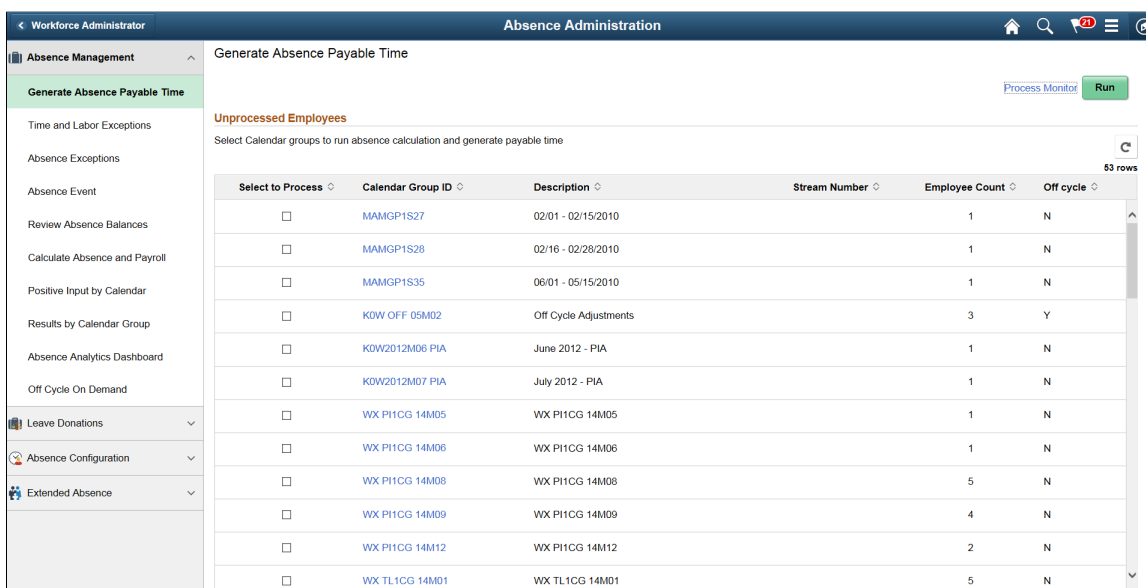 Workforce Administrator
Absence Administration
21
Absence Management
Generate Absence Payable Time
Time and Labor Exceptions
Absence Exceptions
Absence Event
Review Absence Balances
Calculate Absence and Payroll
Positive Input by Calendar
Results by Calendar Group
Absence Analytics Dashboard
Off Cycle On Demand
Leave Donations
Absence Configuration
Extended Absence
Generate Absence Payable Time
Process Monitor Run
Unprocessed Employees
Select Calendar groups to run absence calculation and generate payable time
53 rows
Select to Process Calendar Group ID Description Stream Number Employee Count Off cycle
MAMGP1S27 02/01 - 02/15/2010 1 N
MAMGP1S28 02/16 - 02/28/2010 1 N
MAMGP1S35 06/01 - 05/15/2010 1 N
K0W OFF 05M02 Off Cycle Adjustments 3 Y
K0W2012M06 PIA June 2012 - PIA 1 N
K0W2012M07 PIA July 2012 - PIA 1 N
WX PI1CG 14M05 WX PI1CG 14M05 1 N
WX PI1CG 14M06 WX PI1CG 14M06 1 N
WX PI1CG 14M08 WX PI1CG 14M08 5 N
WX PI1CG 14M09 WX PI1CG 14M09 4 N
WX PI1CG 14M12 WX PI1CG 14M12 2 N
WX TL1CG 14M01 WX TL1CG 14M01 5 N